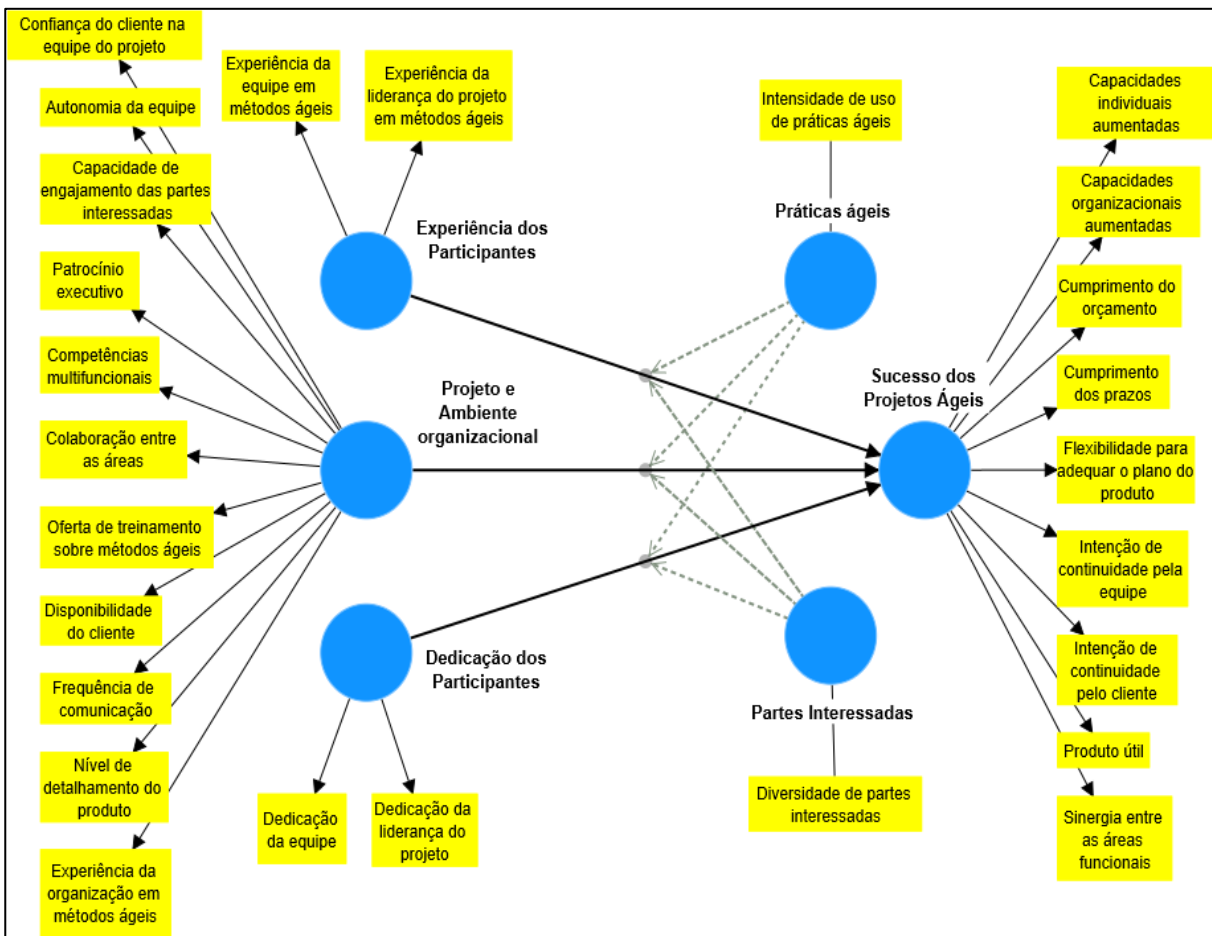 Confiança do cliente na
equipe do projeto
Autonomia da equipe
Capacidade de
engajamento das partes
interessadas
Patrocínio
executivo
Competências
multifuncionais
Colaboração entre
as áreas
Oferta de treinamento
sobre métodos ágeis
Disponibilidade
do cliente
Frequência de
comunicação
Nível de
detalhamento do
produto
Experiência da
organização em
métodos ágeis
Experiência da
equipe em
métodos ágeis
Experiência da
liderança do projeto
em métodos ágeis
Experiência dos
Participantes
Projeto e
Ambiente
organizacional
Dedicação dos
Participantes
Dedicação
da equipe
Dedicação da
liderança do
projeto
Intensidade de uso
de práticas ágeis
Práticas ágeis
Sucesso dos
Projetos Ágeis
Partes Interessadas
Diversidade de partes
interessadas
Capacidades
individuais
aumentadas
Capacidades
organizacionais
aumentadas
Cumprimento do
orçamento
Cumprimento
dos prazos
Flexibilidade para
adequar o plano do
produto
Intenção de
continuidade pela
equipe
Intenção de
continuidade
pelo cliente
Produto útil
Sinergia entre
as áreas
funcionais